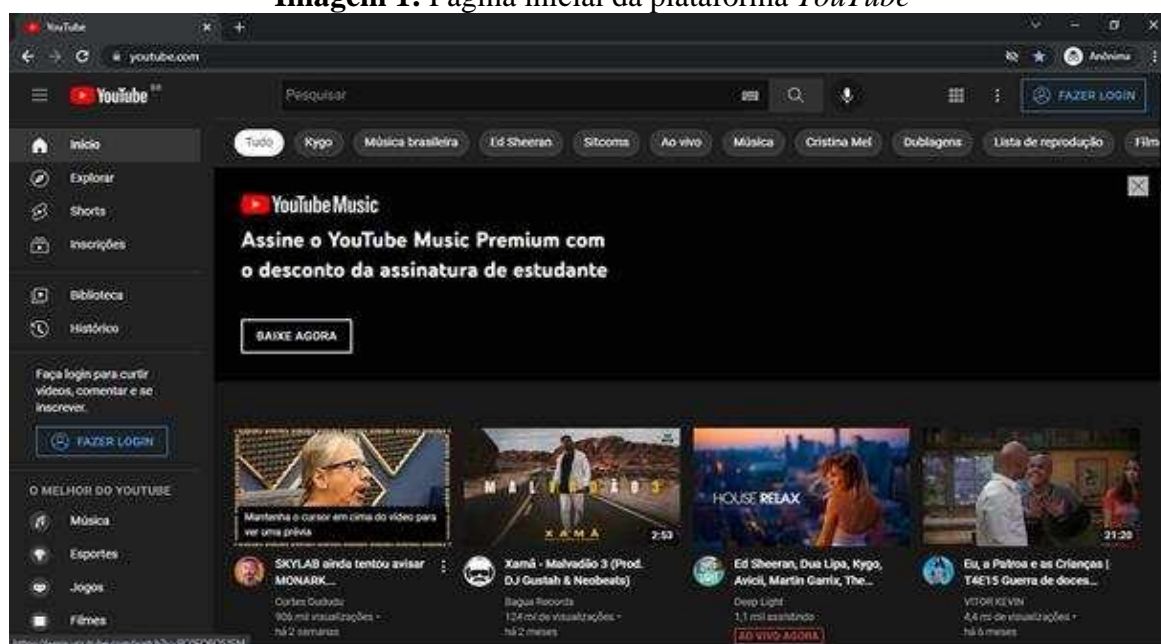 Imagem 1: Página inicial da plataforma YouTube
YouTube
youtube.com
Anônima
YouTube BR
Pesquisar
FAZER LOGIN
Início
Explorar
Shorts
Inscrições
Biblioteca
Histórico
Faça login para curtir
vídeos, comentar e se
inscrever.
FAZER LOGIN
O MELHOR DO YOUTUBE
Música
Esportes
Jogos
Filmes
Tudo
Kygo
Música brasileira
Ed Sheeran
Sitcoms
Ao vivo
Música
Cristina Mel
Dublagens
Lista de reprodução
Film
YouTube Music
Assine o YouTube Music Premium com
o desconto da assinatura de estudante
BAIXE AGORA
Mantenha o cursor em cima do vídeo para
ver uma prévia
SKYLAB ainda tentou avisar
MONARK...
906 mil visualizações •
há 2 semanas
MALVADÃO 3
XAMÃ
2:53
Xamã - Malvadão 3 (Prod.
DJ Gustah & Neobeats)
Bagua Records
124 mi de visualizações •
há 2 meses
HOUSE RELAX
Ed Sheeran, Dua Lipa, Kygo,
Avicii, Martin Garrix, The...
Deep Light
1,1 mil assistindo
AO VIVO AGORA
21:20
Eu, a Patroa e as Crianças |
T4E15 Guerra de doces...
VITOR KEVIN
4,4 mi de visualizações •
há 6 meses